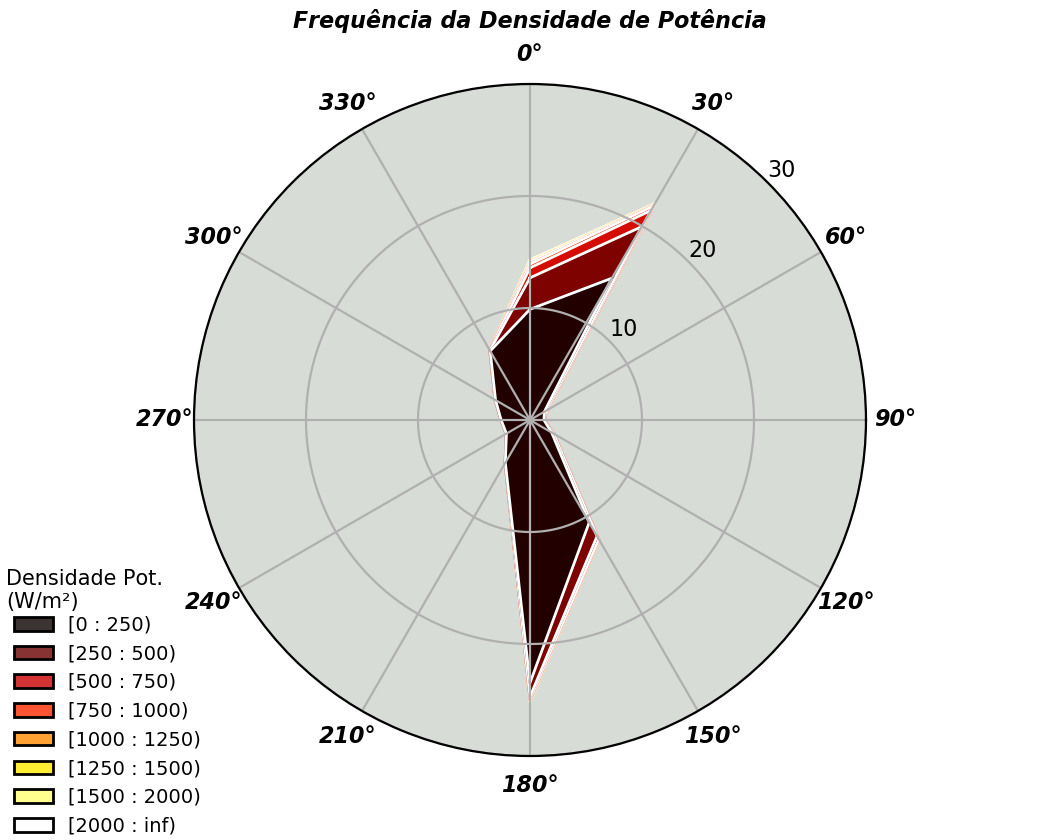 Frequência da Densidade de Potência
0°
330°
30°
30
300°
60°
20
10
270°
90°
240°
120°
210°
150°
180°
Densidade Pot.
(W/m²)
[0 : 250)
[250 : 500)
[500 : 750)
[750 : 1000)
[1000 : 1250)
[1250 : 1500)
[1500 : 2000)
[2000 : inf)